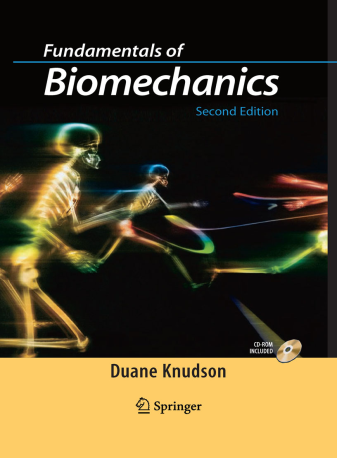 Fundamentals of
Biomechanics
Second Edition
CD-ROM
INCLUDED
Duane Knudson
Springer